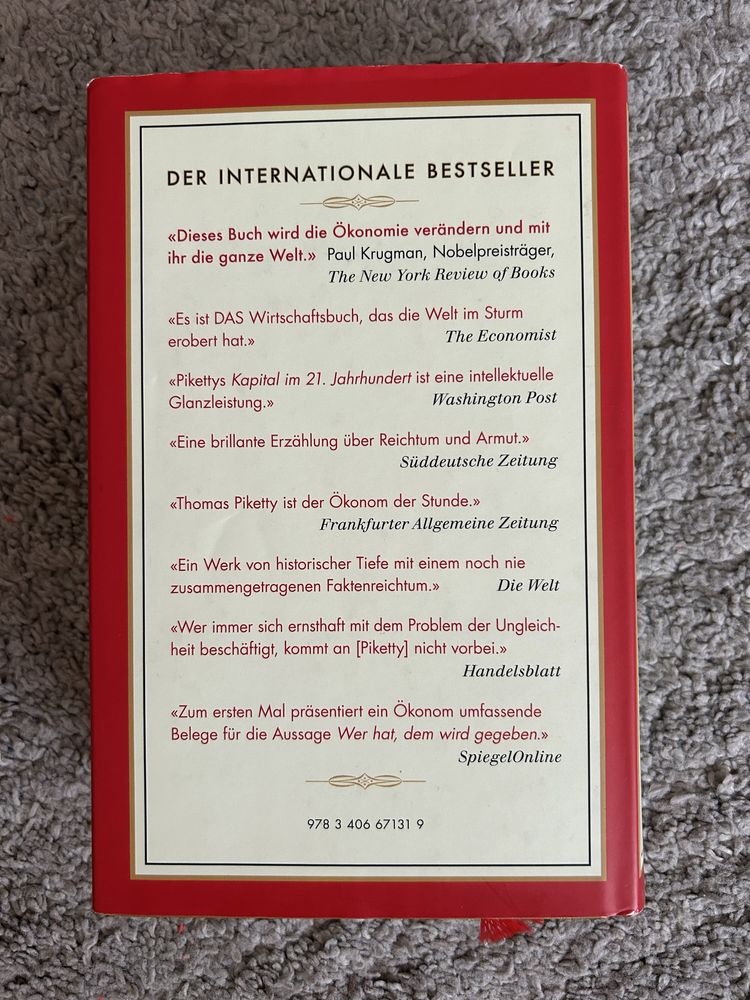 DER INTERNATIONALE BESTSELLER
«Dieses Buch wird die Ökonomie verändern und mit
ihr die ganze Welt.» Paul Krugman, Nobelpreisträger,
The New York Review of Books
«Es ist DAS Wirtschaftsbuch, das die Welt im Sturm
erobert hat.» The Economist
«Pikettys Kapital im 21. Jahrhundert ist eine intellektuelle
Glanzleistung.» Washington Post
«Eine brillante Erzählung über Reichtum und Armut.»
Süddeutsche Zeitung
«Thomas Piketty ist der Ökonom der Stunde.»
Frankfurter Allgemeine Zeitung
«Ein Werk von historischer Tiefe mit einem noch nie
zusammengetragenen Faktenreichtum.» Die Welt
«Wer immer sich ernsthaft mit dem Problem der Ungleich-
heit beschäftigt, kommt an [Piketty] nicht vorbei.»
Handelsblatt
«Zum ersten Mal präsentiert ein Ökonom umfassende
Belege für die Aussage Wer hat, dem wird gegeben.»
SpiegelOnline
978 3 406 67131 9